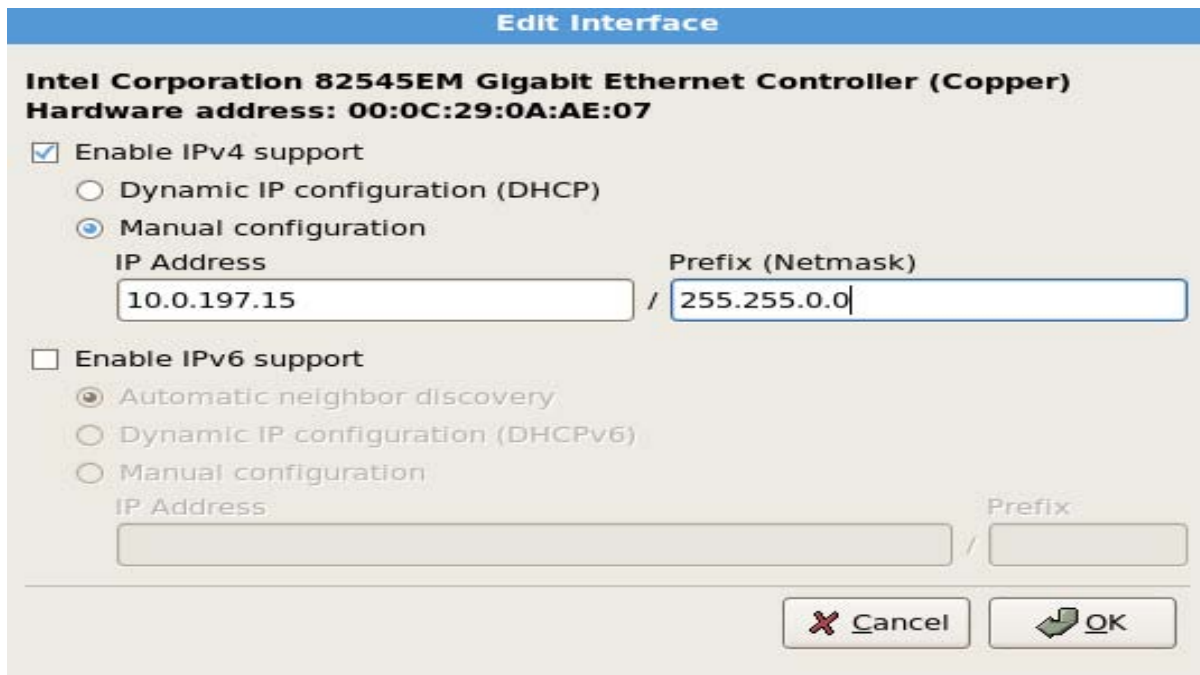 Edit Interface
Intel Corporation 82545EM Gigabit Ethernet Controller (Copper)
Hardware address: 00:0C:29:0A:AE:07
Enable IPv4 support
Dynamic IP configuration (DHCP)
Manual configuration
IP Address Prefix (Netmask)
10.0.197.15 / 255.255.0.0
Enable IPv6 support
Automatic neighbor discovery
Dynamic IP configuration (DHCPv6)
Manual configuration
IP Address Prefix
/
Cancel OK